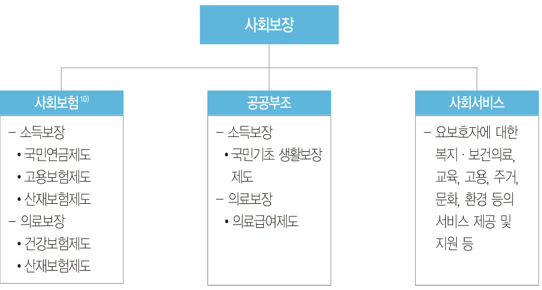 사회보장
사회보험 10)
– 소득보장
• 국민연금제도
• 고용보험제도
• 산재보험제도
– 의료보장
• 건강보험제도
• 산재보험제도
공공부조
– 소득보장
• 국민기초 생활보장
제도
– 의료보장
• 의료급여제도
사회서비스
– 요보호자에 대한
복지 · 보건의료,
교육, 고용, 주거,
문화, 환경 등의
서비스 제공 및
지원 등